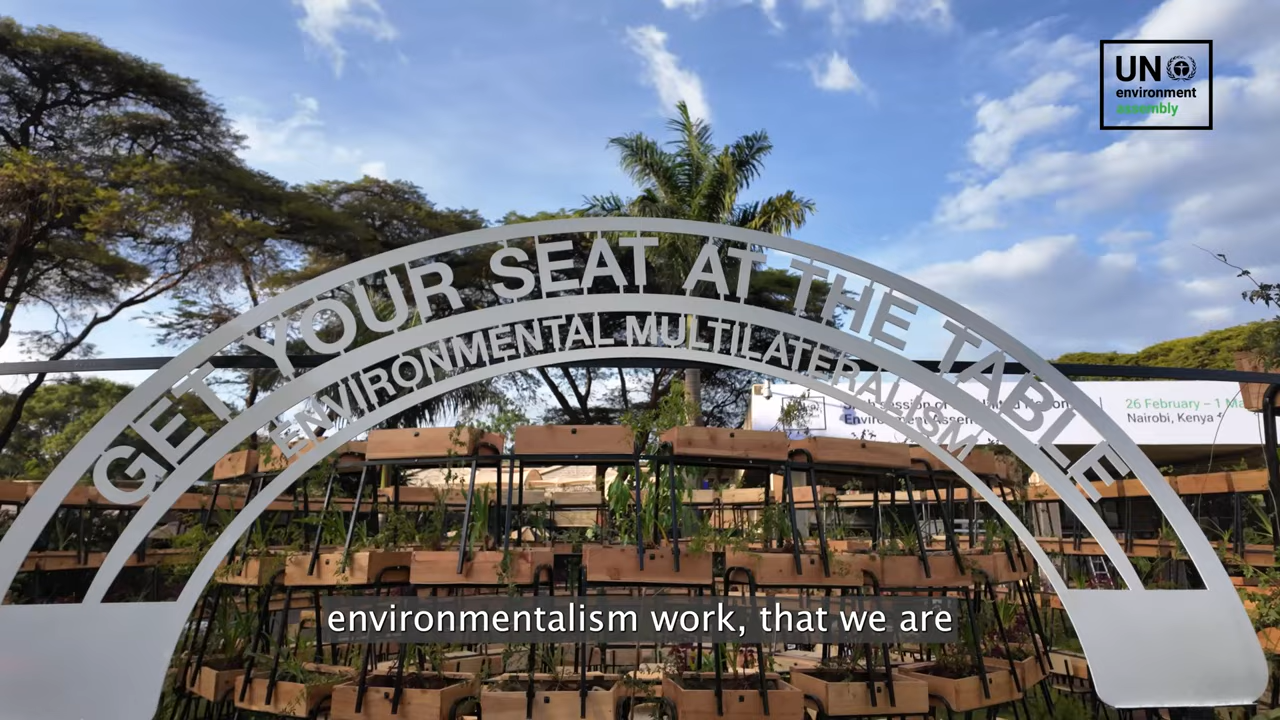 UN
environment
assembly
GET YOUR SEAT AT THE TABLE
ENVIRONMENTAL MULTILATERALISM
26 February – 1
Nairobi, Kenya
environmentalism work, that we are